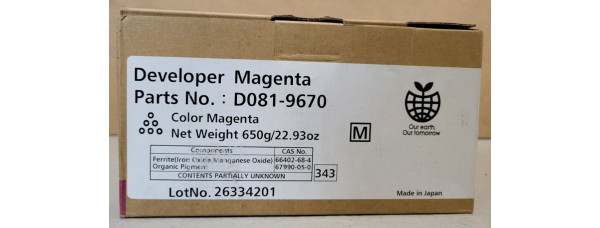 Developer Magenta
Parts No. : D081-9670
Color Magenta
Net Weight 650g/22.93oz
M
Components CAS No.
Ferrite(Iron Oxide,Manganese Oxide) 66402-68-4
Organic Pigment 67990-05-0
CONTENTS PARTIALLY UNKNOWN
343
LotNo. 26334201
Our earth,
Our tomorrow
Made in Japan